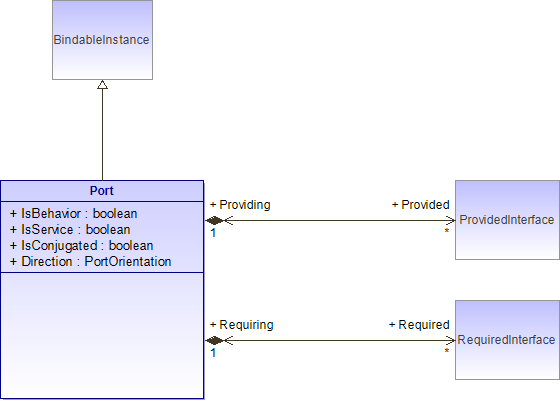 BindableInstance
Port
+ IsBehavior : boolean
+ IsService : boolean
+ IsConjugated : boolean
+ Direction : PortOrientation
+ Providing
+ Provided
1
*
ProvidedInterface
+ Requiring
+ Required
1
*
RequiredInterface